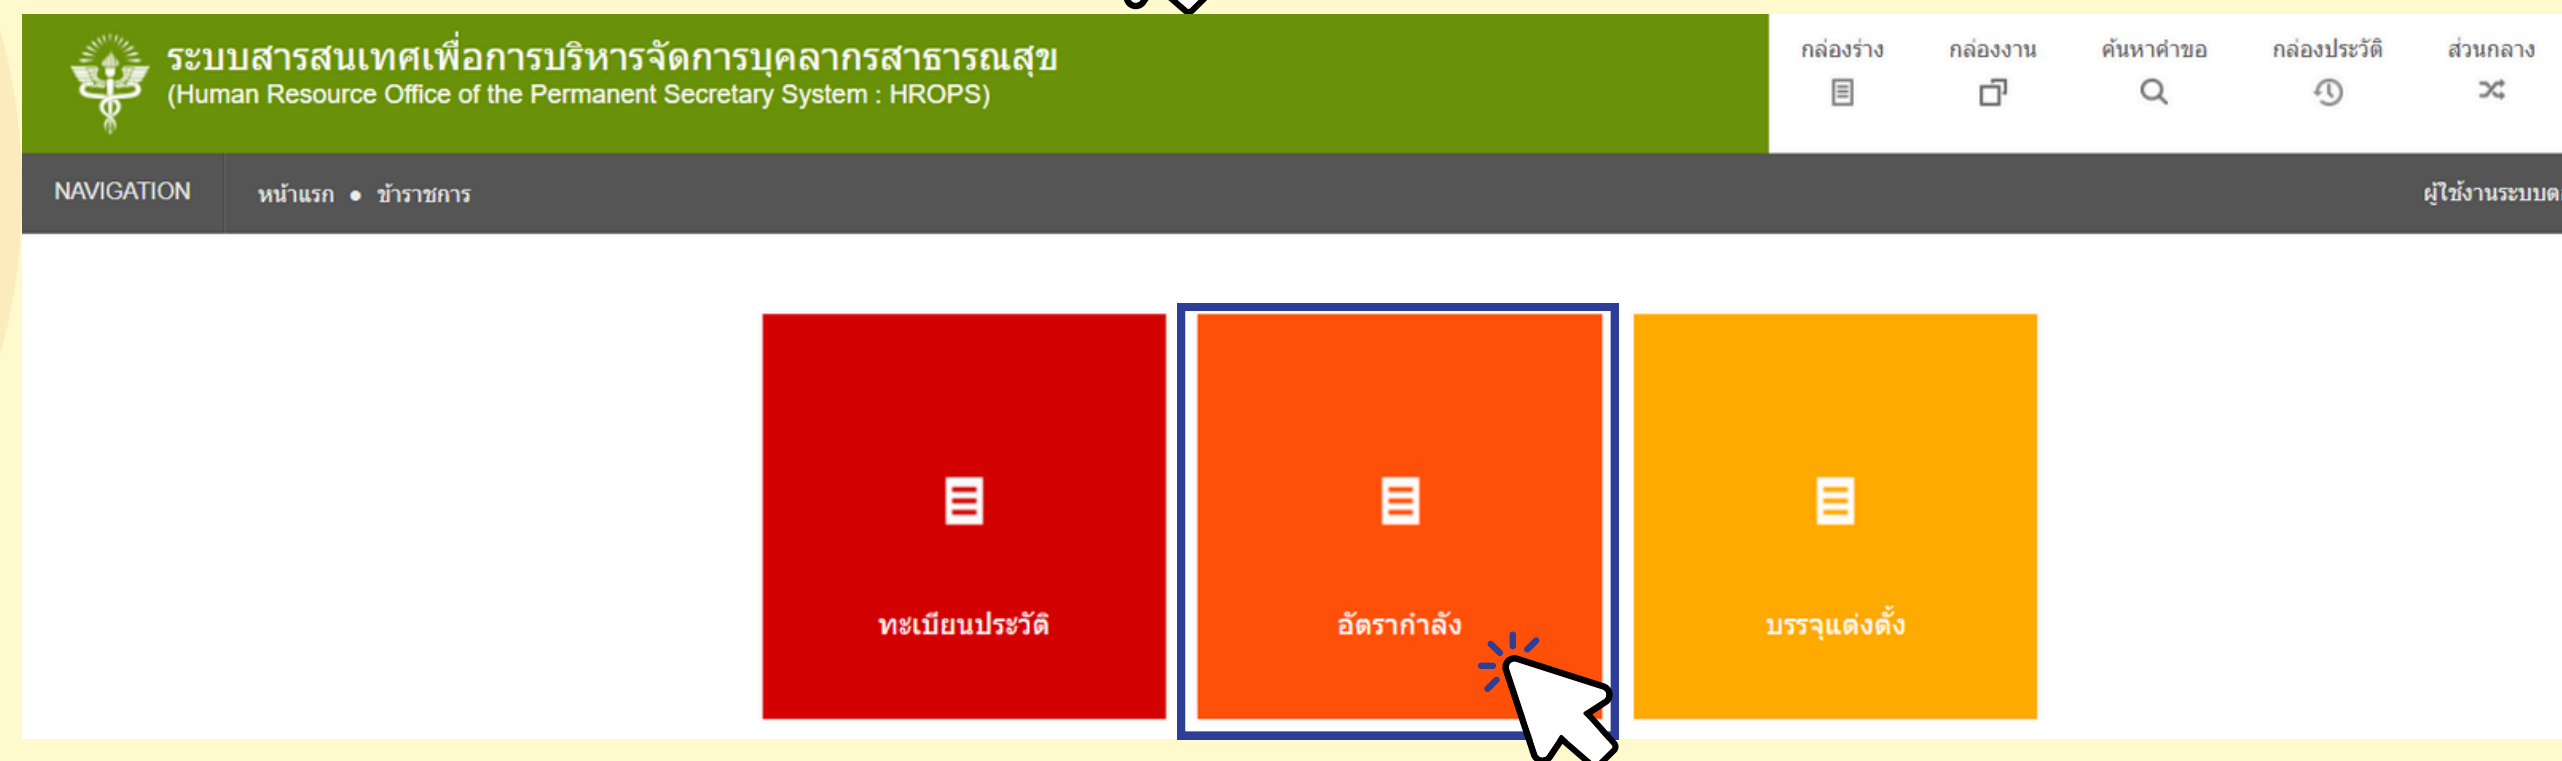 ระบบสารสนเทศเพื่อการบริหารจัดการบุคลากรสาธารณสุข
(Human Resource Office of the Permanent Secretary System : HROPS)
กล่องร่าง กล่องงาน ค้นหาคำขอ กล่องประวัติ ส่วนกลาง
NAVIGATION หน้าแรก ● ข้าราชการ
ผู้ใช้งานระบบ
ทะเบียนประวัติ อัตรากำลัง บรรจุแต่งตั้ง